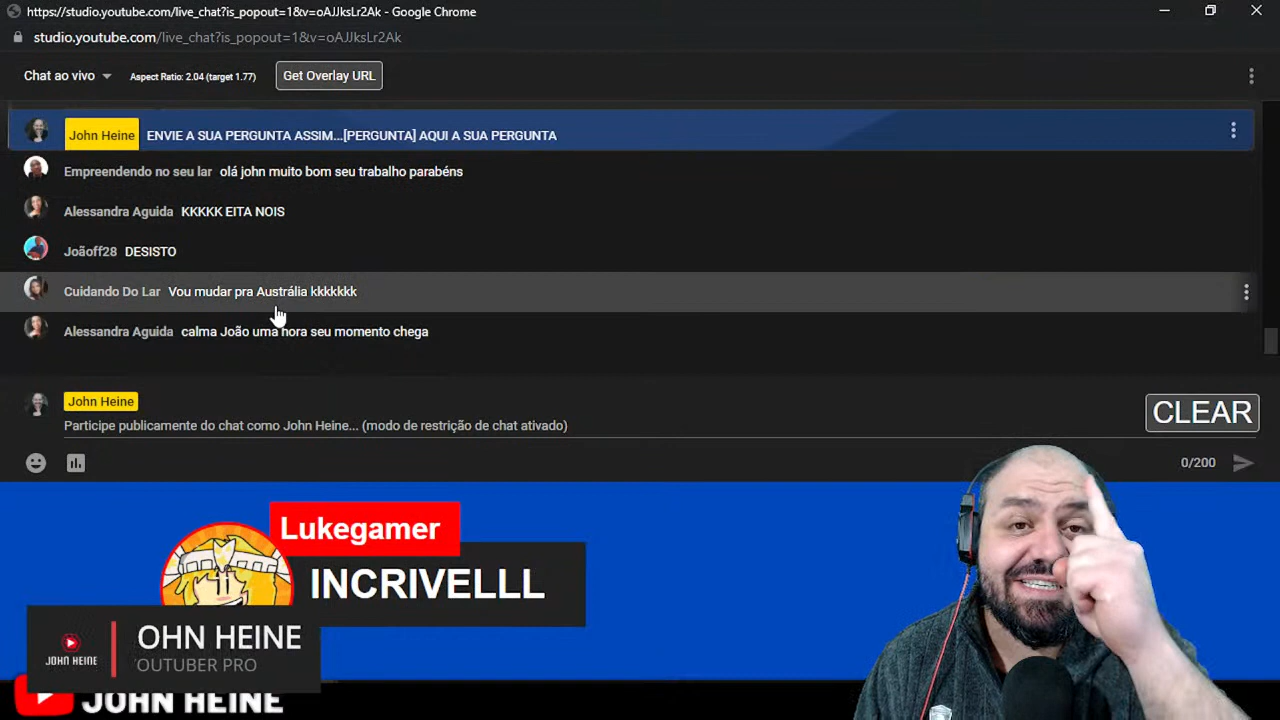 https://studio.youtube.com/live_chat?is_popout=1&v=oAJJksLr2Ak - Google Chrome
studio.youtube.com/live_chat?is_popout=1&v=oAJJksLr2Ak
Chat ao vivo Aspect Ratio: 2.04 (target 1.77) Get Overlay URL
John Heine ENVIE A SUA PERGUNTA ASSIM...[PERGUNTA] AQUI A SUA PERGUNTA
Empreendendo no seu lar olá john muito bom seu trabalho parabéns
Alessandra Aguida KKKKK EITA NOIS
Joãoff28 DESISTO
Cuidando Do Lar Vou mudar pra Austrália kkkkkkk
Alessandra Aguida calma João uma hora seu momento chega
John Heine
Participe publicamente do chat como John Heine... (modo de restrição de chat ativado)
CLEAR
0/200
Lukegamer
INCRIVELLL
OHN HEINE
OUTUBER PRO
JOHN HEINE
JOHN HEINE